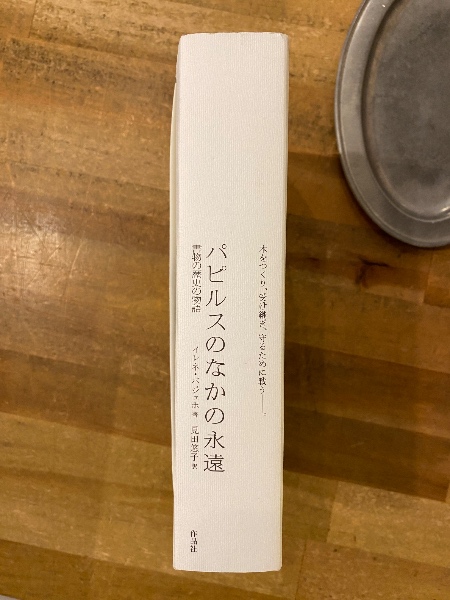 本をつくり、受け継ぎ、守るために戦う——。
パピルスのなかの永遠
書物の歴史の物語
イレネ・バジェホ 著 見田悠子 訳
作品社